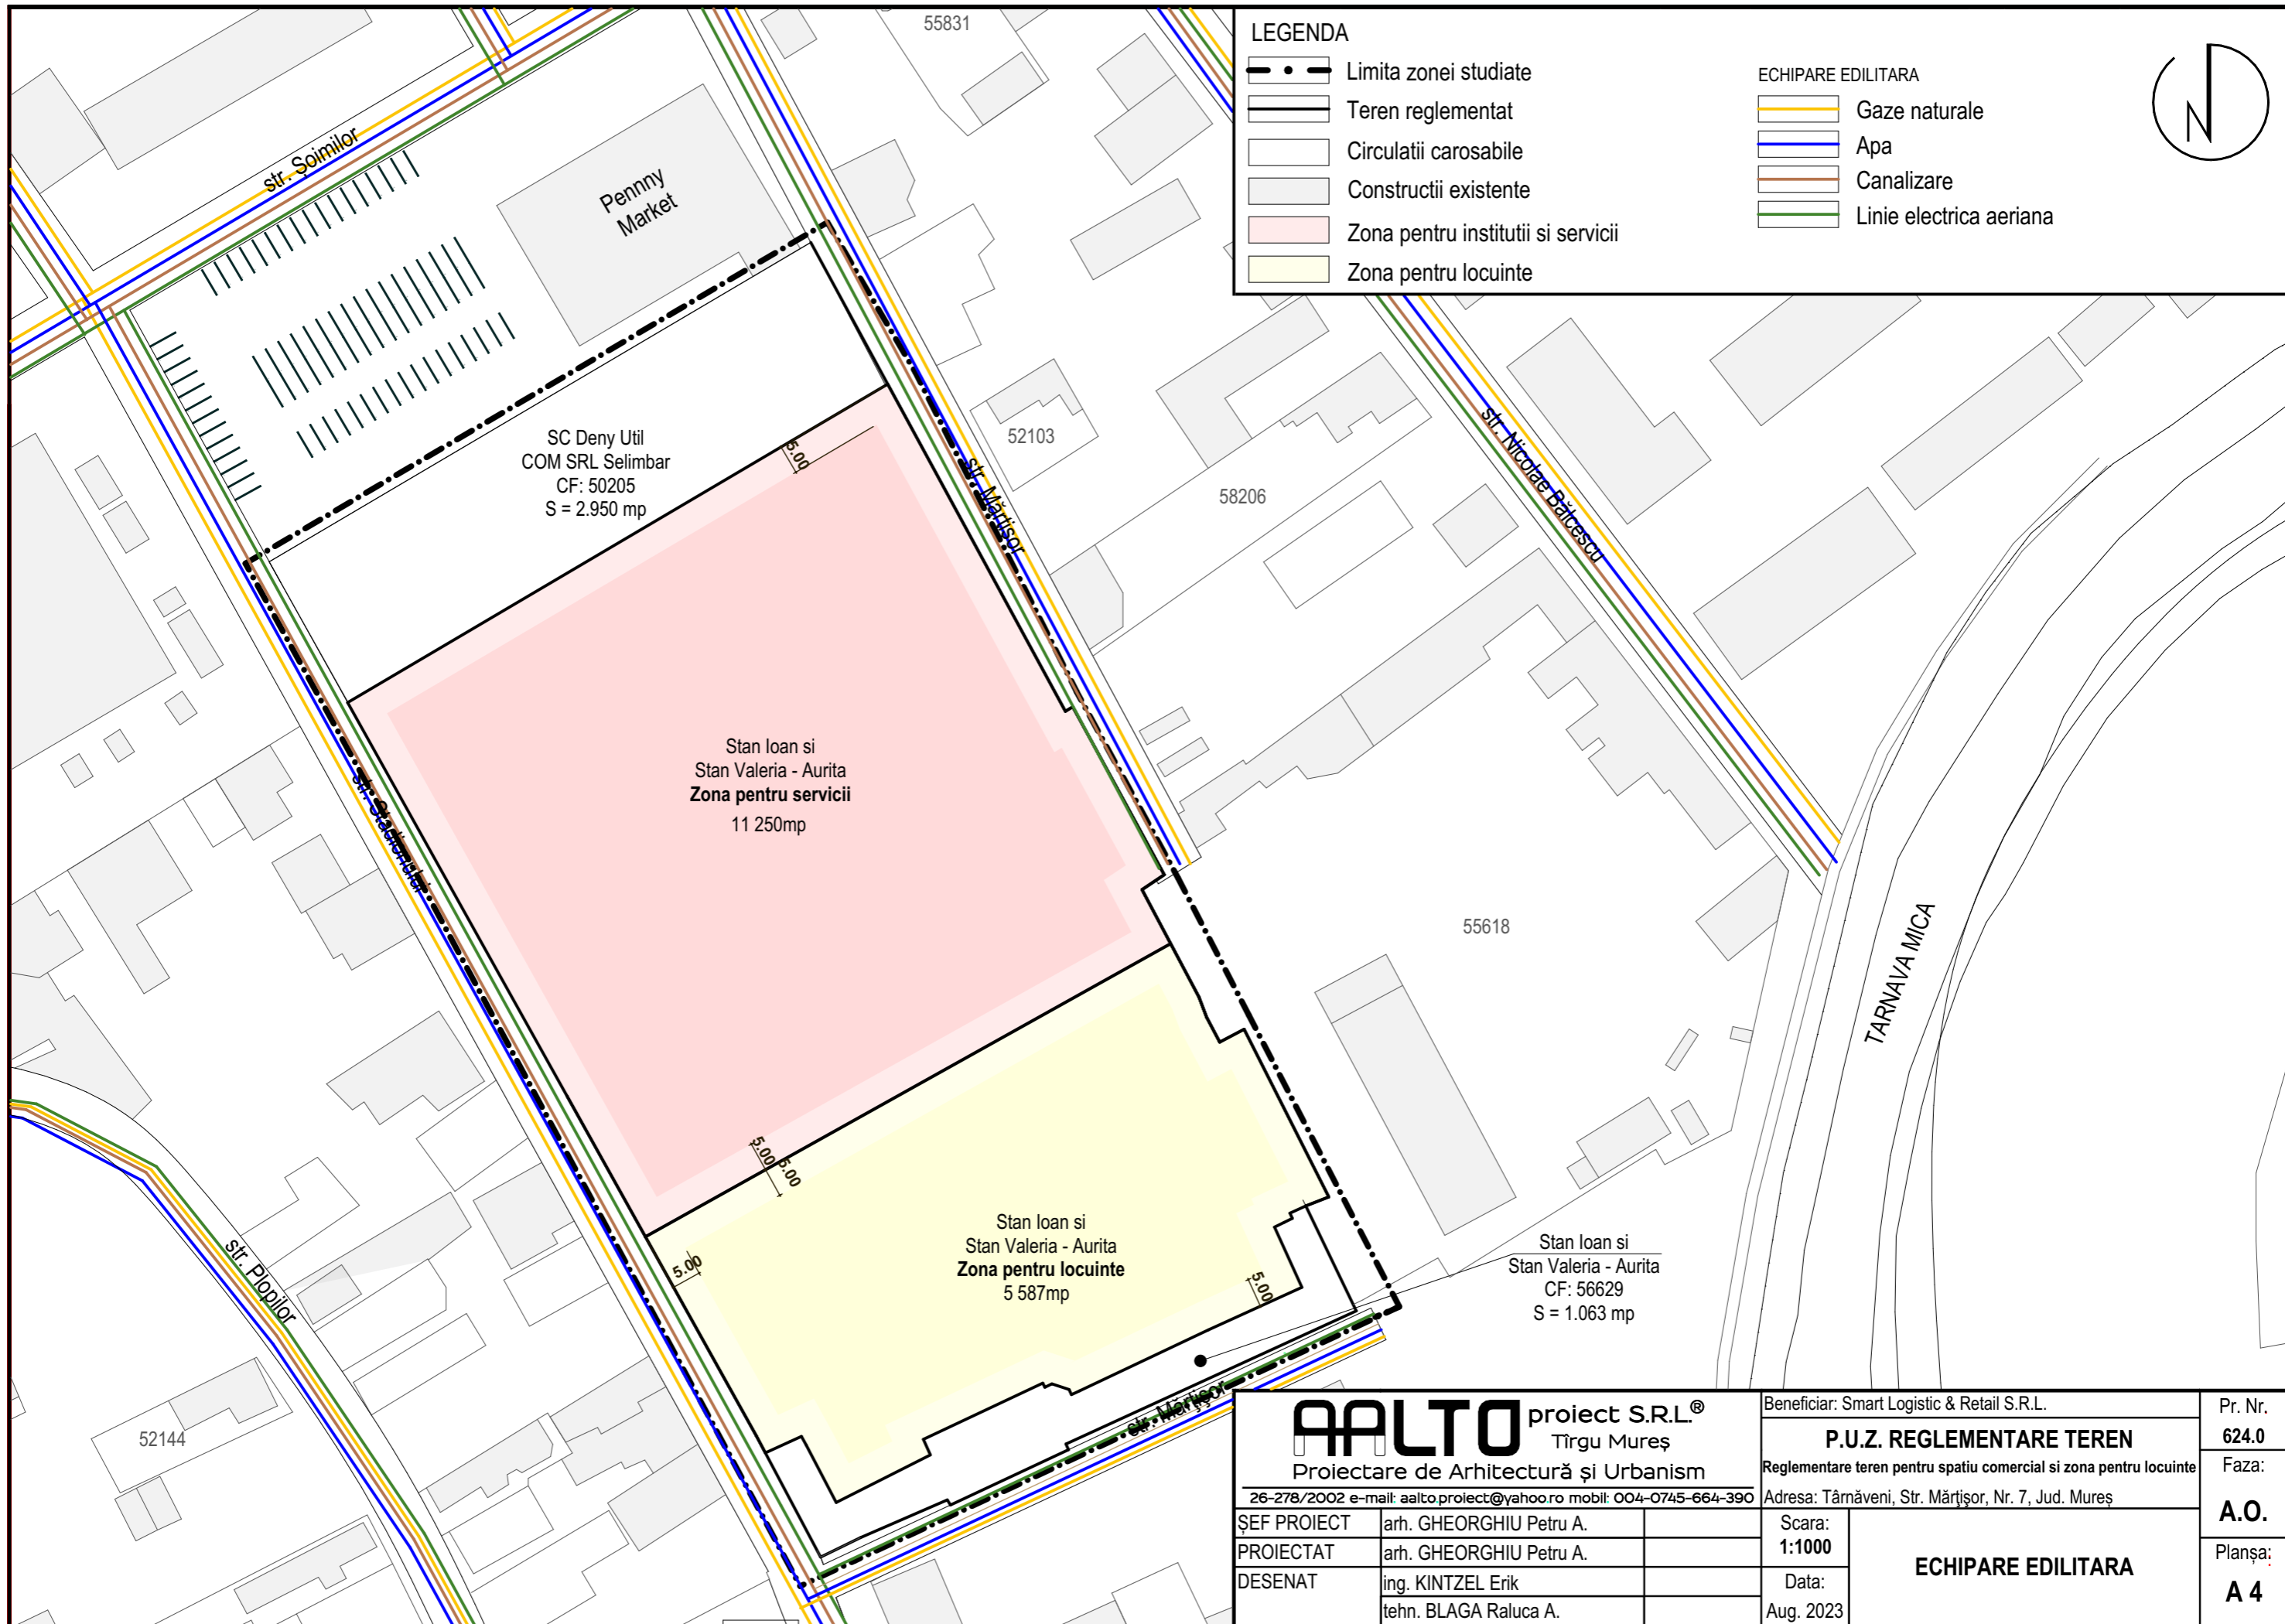 LEGENDA
Limita zonei studiate
Teren reglementat
Circulatii carosabile
Constructii existente
Zona pentru institutii si servicii
Zona pentru locuinte
ECHIPARE EDILITARA
Gaze naturale
Apa
Canalizare
Linie electrica aeriana
N
55831
str. Șoimilor
Pennny
Market
SC Deny Util
COM SRL Selimbar
CF: 50205
S = 2.950 mp
5.00
str. Mărțișor
52103
58206
str. Nicolae Bălcescu
Stan Ioan si
Stan Valeria - Aurita
Zona pentru servicii
11 250mp
str. Stadionului
55618
TARNAVA MICA
5.00
5.00
5.00
Stan Ioan si
Stan Valeria - Aurita
Zona pentru locuinte
5 587mp
5.00
Stan Ioan si
Stan Valeria - Aurita
CF: 56629
S = 1.063 mp
str. Plopilor
52144
str. Mărțișor
AALTO proiect S.R.L.®
Tîrgu Mureș
Proiectare de Arhitectură și Urbanism
26-278/2002 e-mail: aalto.proiect@yahoo.ro mobil: 004-0745-664-390
Beneficiar: Smart Logistic & Retail S.R.L.
P.U.Z. REGLEMENTARE TEREN
Reglementare teren pentru spatiu comercial si zona pentru locuinte
Adresa: Târnăveni, Str. Mărţişor, Nr. 7, Jud. Mureș
Pr. Nr.
624.0
Faza:
A.O.
Planșa:
A 4
ȘEF PROIECT arh. GHEORGHIU Petru A.
PROIECTAT arh. GHEORGHIU Petru A.
DESENAT ing. KINTZEL Erik
tehn. BLAGA Raluca A.
Scara:
1:1000
Data:
Aug. 2023
ECHIPARE EDILITARA